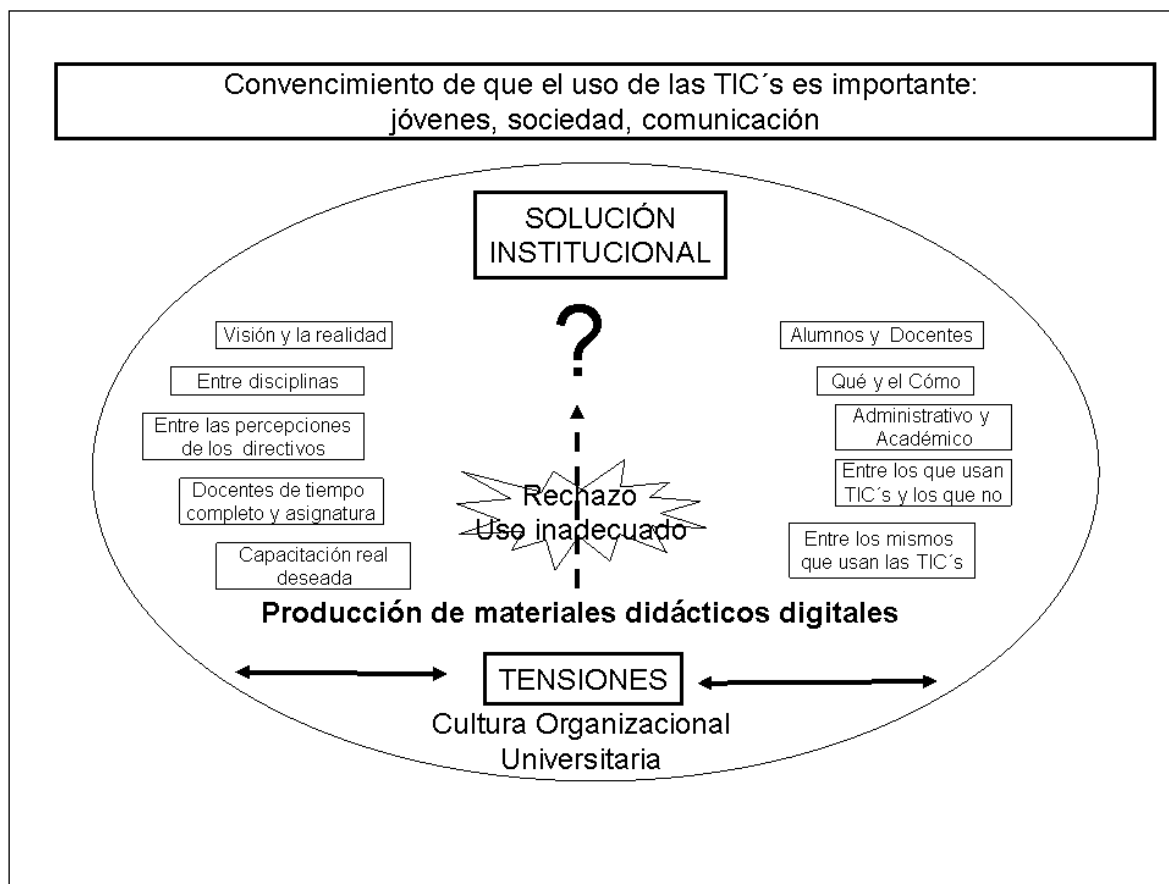 Convencimiento de que el uso de las TIC´s es importante:
jóvenes, sociedad, comunicación
SOLUCIÓN
INSTITUCIONAL
?
Visión y la realidad
Entre disciplinas
Entre las percepciones
de los directivos
Docentes de tiempo
completo y asignatura
Capacitación real
deseada
Alumnos y Docentes
Qué y el Cómo
Administrativo y
Académico
Entre los que usan
TIC´s y los que no
Entre los mismos
que usan las TIC´s
Rechazo
Uso inadecuado
Producción de materiales didácticos digitales
TENSIONES
Cultura Organizacional
Universitaria